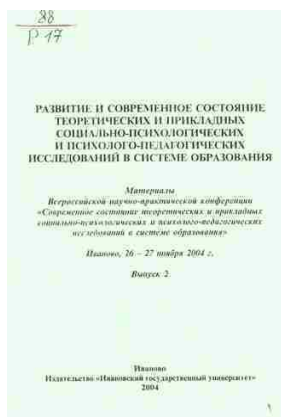 88
Р 17
РАЗВИТИЕ И СОВРЕМЕННОЕ СОСТОЯНИЕ
ТЕОРЕТИЧЕСКИХ И ПРИКЛАДНЫХ
СОЦИАЛЬНО-ПСИХОЛОГИЧЕСКИХ
И ПСИХОЛОГО-ПЕДАГОГИЧЕСКИХ
ИССЛЕДОВАНИЙ В СИСТЕМЕ ОБРАЗОВАНИЯ
Материалы
Всероссийской научно-практической конференции
«Современное состояние теоретических и прикладных
социально-психологических и психолого-педагогических
исследований в системе образования»
Иваново, 26 – 27 ноября 2004 г.
Выпуск 2
Иваново
Издательство «Ивановский государственный университет»
2004